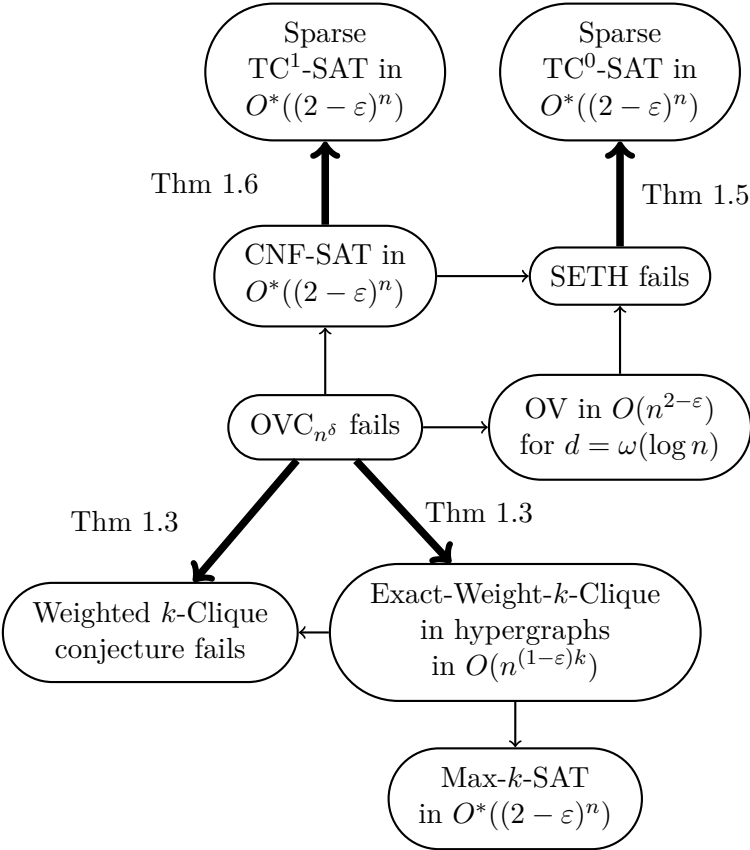 Sparse
TC¹-SAT in
O*((2 − ε)ⁿ)
Sparse
TC⁰-SAT in
O*((2 − ε)ⁿ)
Thm 1.6
Thm 1.5
CNF-SAT in
O*((2 − ε)ⁿ)
SETH fails
OVC_{n^δ} fails
OV in O(n^{2−ε})
for d = ω(log n)
Thm 1.3
Thm 1.3
Weighted k-Clique
conjecture fails
Exact-Weight-k-Clique
in hypergraphs
in O(n^{(1−ε)k})
Max-k-SAT
in O*((2 − ε)ⁿ)